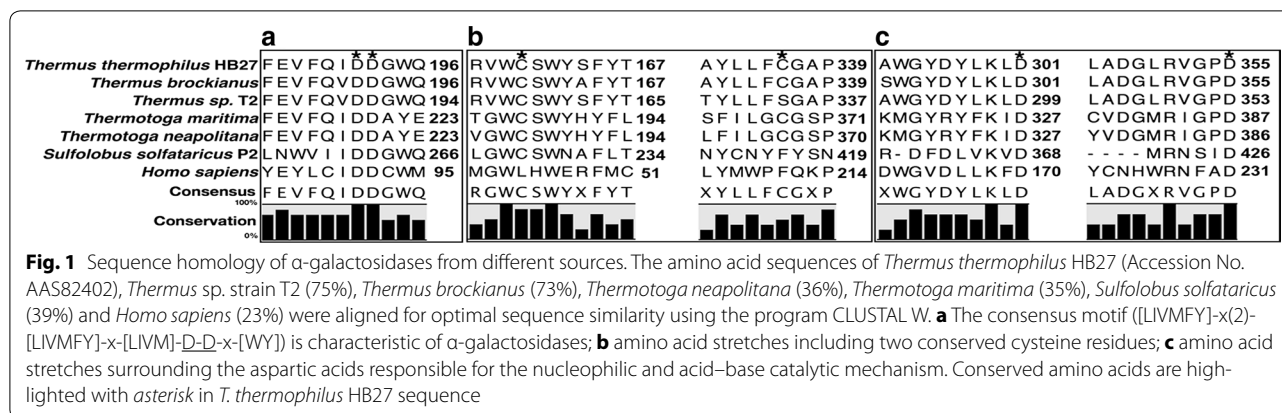 a b c
* * * * * *
Thermus thermophilus HB27 FEVFQIDDGWQ 196 RVWCSWYSFYT 167 AYLLFCGAP 339 AWGYDYLKLD 301 LADGLRVGPD 355
Thermus brockianus FEVFQVDDGWQ 196 RVWCSWYAFYT 167 AYLLFCGAP 339 SWGYDYLKLD 301 LADGLRVGPD 355
Thermus sp. T2 FEVFQVDDGWQ 194 RVWCSWYSFYT 165 TYLLFSGAP 337 AWGYDYLKLD 299 LADGLRVGPD 353
Thermotoga maritima FEVFQIDDAYE 223 TGWCSWYHYFL 194 SFILGCGSP 371 KMGYRYFKID 327 CVDGMRIGPD 387
Thermotoga neapolitana FEVFQIDDAYE 223 VGWCSWYHYFL 194 LFILGCGSP 370 KMGYRYFKID 327 YVDGMRIGPD 386
Sulfolobus solfataricus P2 LNWVIIDDGWQ 266 LGWCSWNAFLT 234 NYCNYFYSN 419 R-DFDLVKVD 368 ----MRNSID 426
Homo sapiens YEYLCIDDCWM 95 MGWLHWERFMC 51 LYMWPFQKP 214 DWGVDLLKFD 170 YCNHWRNFAD 231
Consensus FEVFQIDDGWQ RGWCSWYXFYT XYLLFCGXP XWGYDYLKLD LADGXRVGPD
100%
Conservation
0%
Fig. 1 Sequence homology of α-galactosidases from different sources. The amino acid sequences of Thermus thermophilus HB27 (Accession No.
AAS82402), Thermus sp. strain T2 (75%), Thermus brockianus (73%), Thermotoga neapolitana (36%), Thermotoga maritima (35%), Sulfolobus solfataricus
(39%) and Homo sapiens (23%) were aligned for optimal sequence similarity using the program CLUSTAL W. a The consensus motif ([LIVMFY]-x(2)-
[LIVMFY]-x-[LIVM]-D-D-x-[WY]) is characteristic of α-galactosidases; b amino acid stretches including two conserved cysteine residues; c amino acid
stretches surrounding the aspartic acids responsible for the nucleophilic and acid–base catalytic mechanism. Conserved amino acids are high-
lighted with asterisk in T. thermophilus HB27 sequence